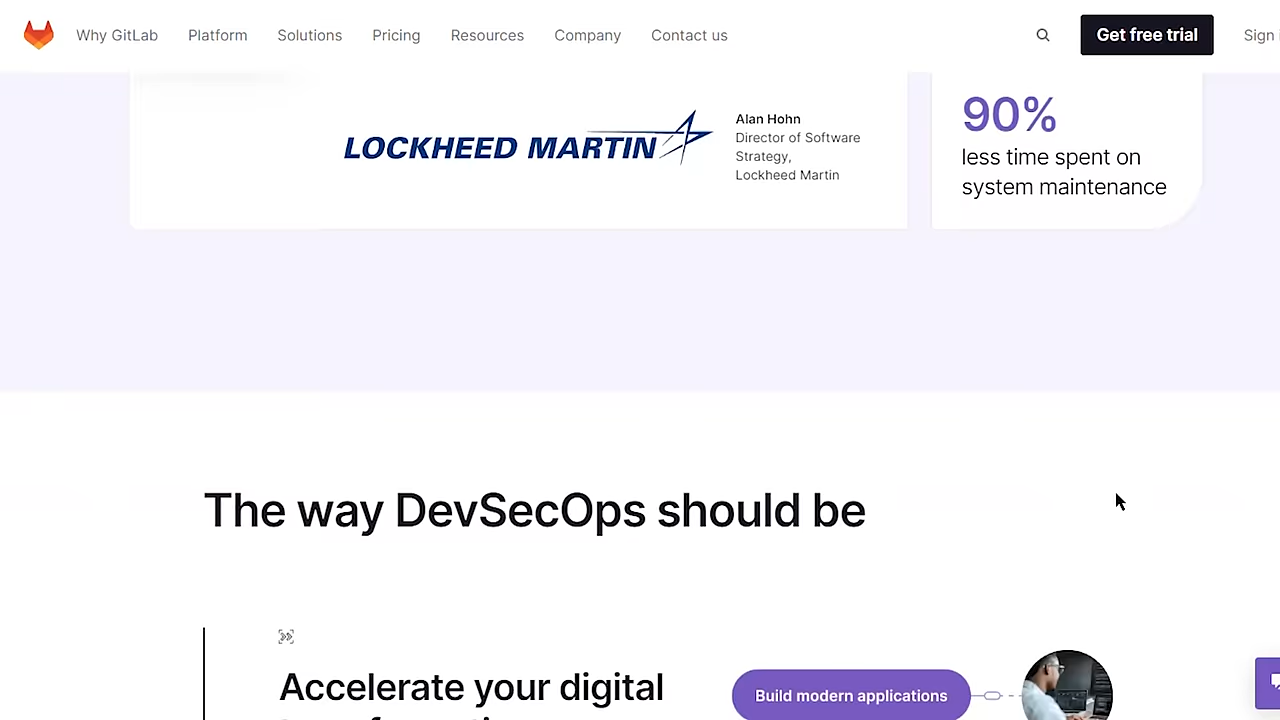 Why GitLab Platform Solutions Pricing Resources Company Contact us Get free trial Sign
LOCKHEED MARTIN
Alan Hohn
Director of Software
Strategy,
Lockheed Martin
90%
less time spent on
system maintenance
The way DevSecOps should be
Accelerate your digital
Build modern applications